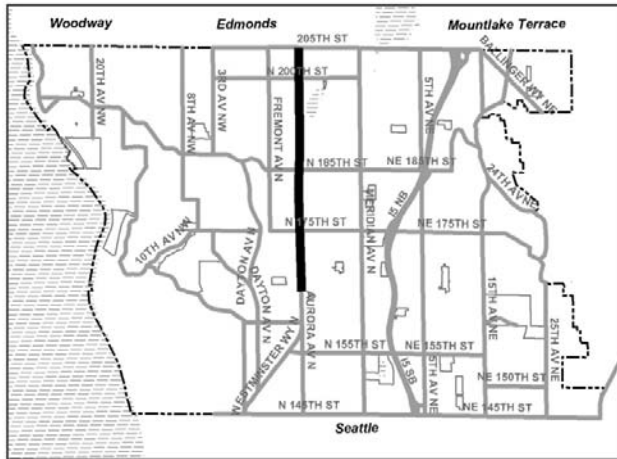 Woodway
Edmonds
Mountlake Terrace
205TH ST
N 200TH ST
20TH AV NW
8TH AV NW
3RD AV NW
FREMONT AV N
5TH AV NE
BALLINGER WY NE
N 185TH ST
NE 185TH ST
24TH AV NE
MERIDIAN AV N
I5 NB
N 175TH ST
NE 175TH ST
10TH AV NW
DAYTON AV N
DAYTON AV N
AURORA AV N
WESTMINSTER WY N
15TH AV NE
25TH AV NE
N 155TH ST
NE 155TH ST
I5 SB
5TH AV NE
NE 150TH ST
N 145TH ST
NE 145TH ST
Seattle